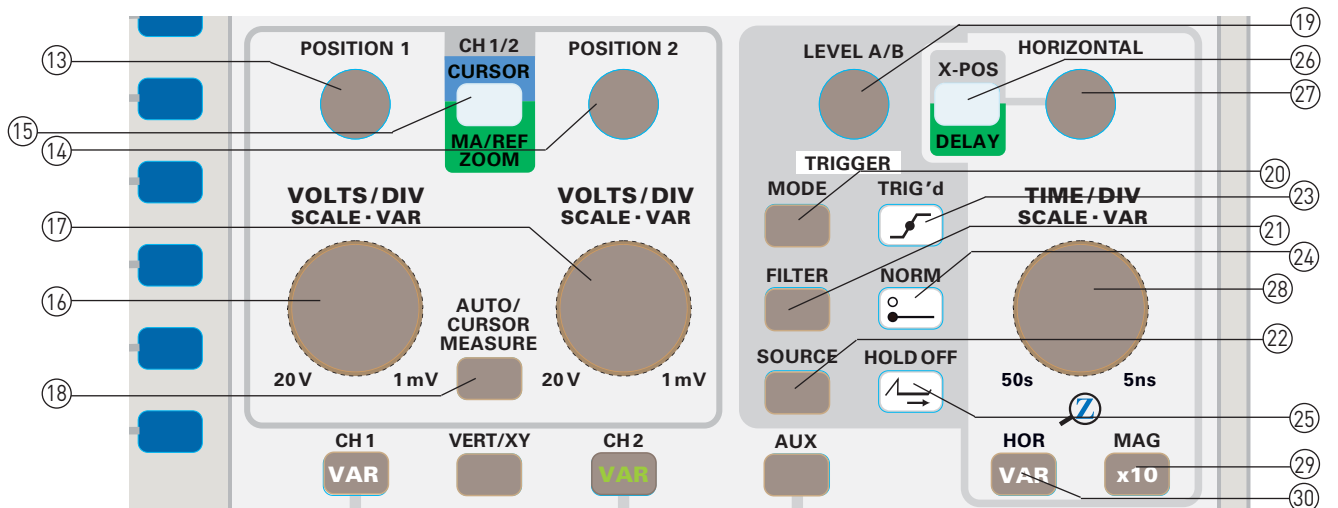 POSITION 1
CH 1/2
POSITION 2
CURSOR
MA/REF
ZOOM
LEVEL A/B
HORIZONTAL
X-POS
DELAY
TRIGGER
MODE
TRIG'd
VOLTS/DIV
SCALE · VAR
VOLTS/DIV
SCALE · VAR
TIME/DIV
SCALE · VAR
FILTER
NORM
AUTO/
CURSOR
MEASURE
SOURCE
HOLD OFF
20 V
1 mV
20 V
1 mV
50s
5ns
Z
CH 1
VERT/XY
CH 2
AUX
HOR
MAG
VAR
VAR
VAR
x10
13
15
14
17
16
18
19
26
27
20
23
21
24
28
22
25
29
30